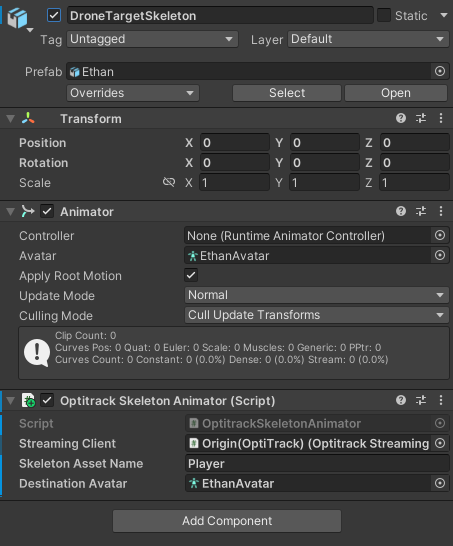 DroneTargetSkeleton Static
Tag Untagged Layer Default
Prefab Ethan
Overrides Select Open
Transform
Position X 0 Y 0 Z 0
Rotation X 0 Y 0 Z 0
Scale X 1 Y 1 Z 1
Animator
Controller None (Runtime Animator Controller)
Avatar EthanAvatar
Apply Root Motion
Update Mode Normal
Culling Mode Cull Update Transforms
Clip Count: 0
Curves Pos: 0 Quat: 0 Euler: 0 Scale: 0 Muscles: 0 Generic: 0 PPtr: 0
Curves Count: 0 Constant: 0 (0.0%) Dense: 0 (0.0%) Stream: 0 (0.0%)
Optitrack Skeleton Animator (Script)
Script OptitrackSkeletonAnimator
Streaming Client Origin(OptiTrack) (Optitrack Streaming
Skeleton Asset Name Player
Destination Avatar EthanAvatar
Add Component